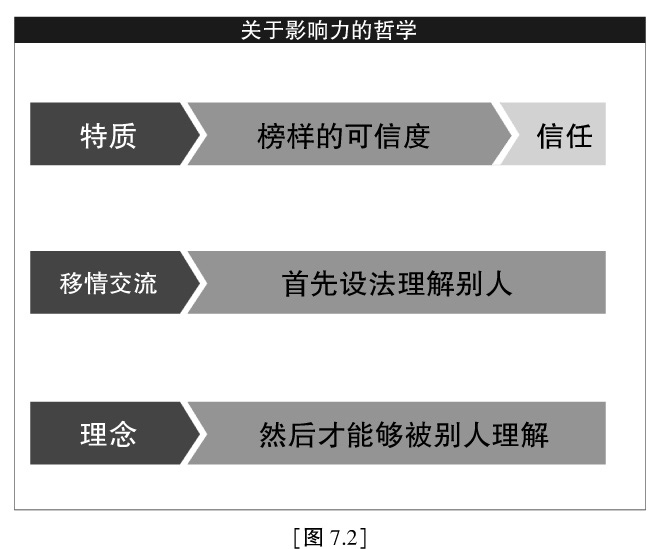 关于影响力的哲学
特质 榜样的可信度 信任
移情交流 首先设法理解别人
理念 然后才能够被别人理解
[图 7.2]